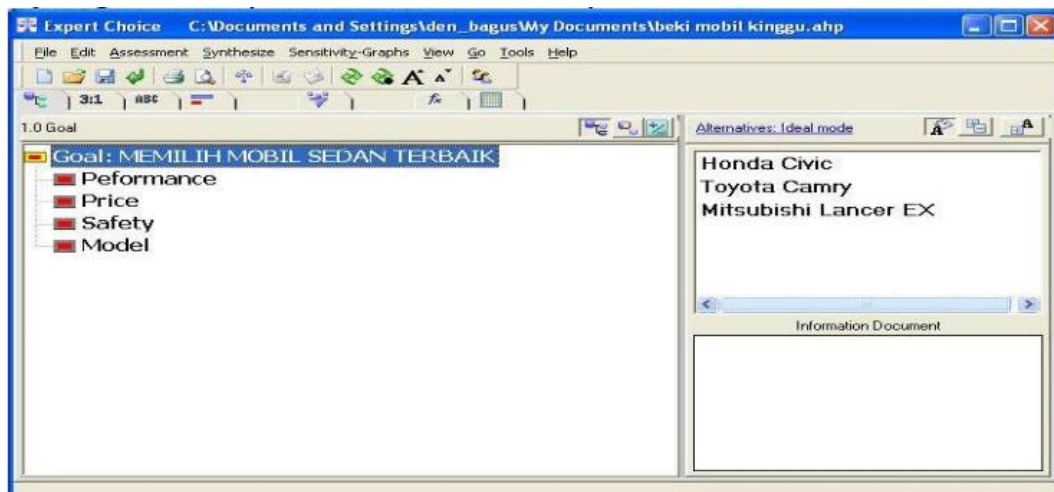 Expert Choice C:\Documents and Settings\den_bagus\My Documents\beki mobil kinggu.ahp
File Edit Assessment Synthesize Sensitivity-Graphs View Go Tools Help
3:1 ABC
1.0 Goal
Alternatives: Ideal mode
Goal: MEMILIH MOBIL SEDAN TERBAIK
Peformance
Price
Safety
Model
Honda Civic
Toyota Camry
Mitsubishi Lancer EX
Information Document